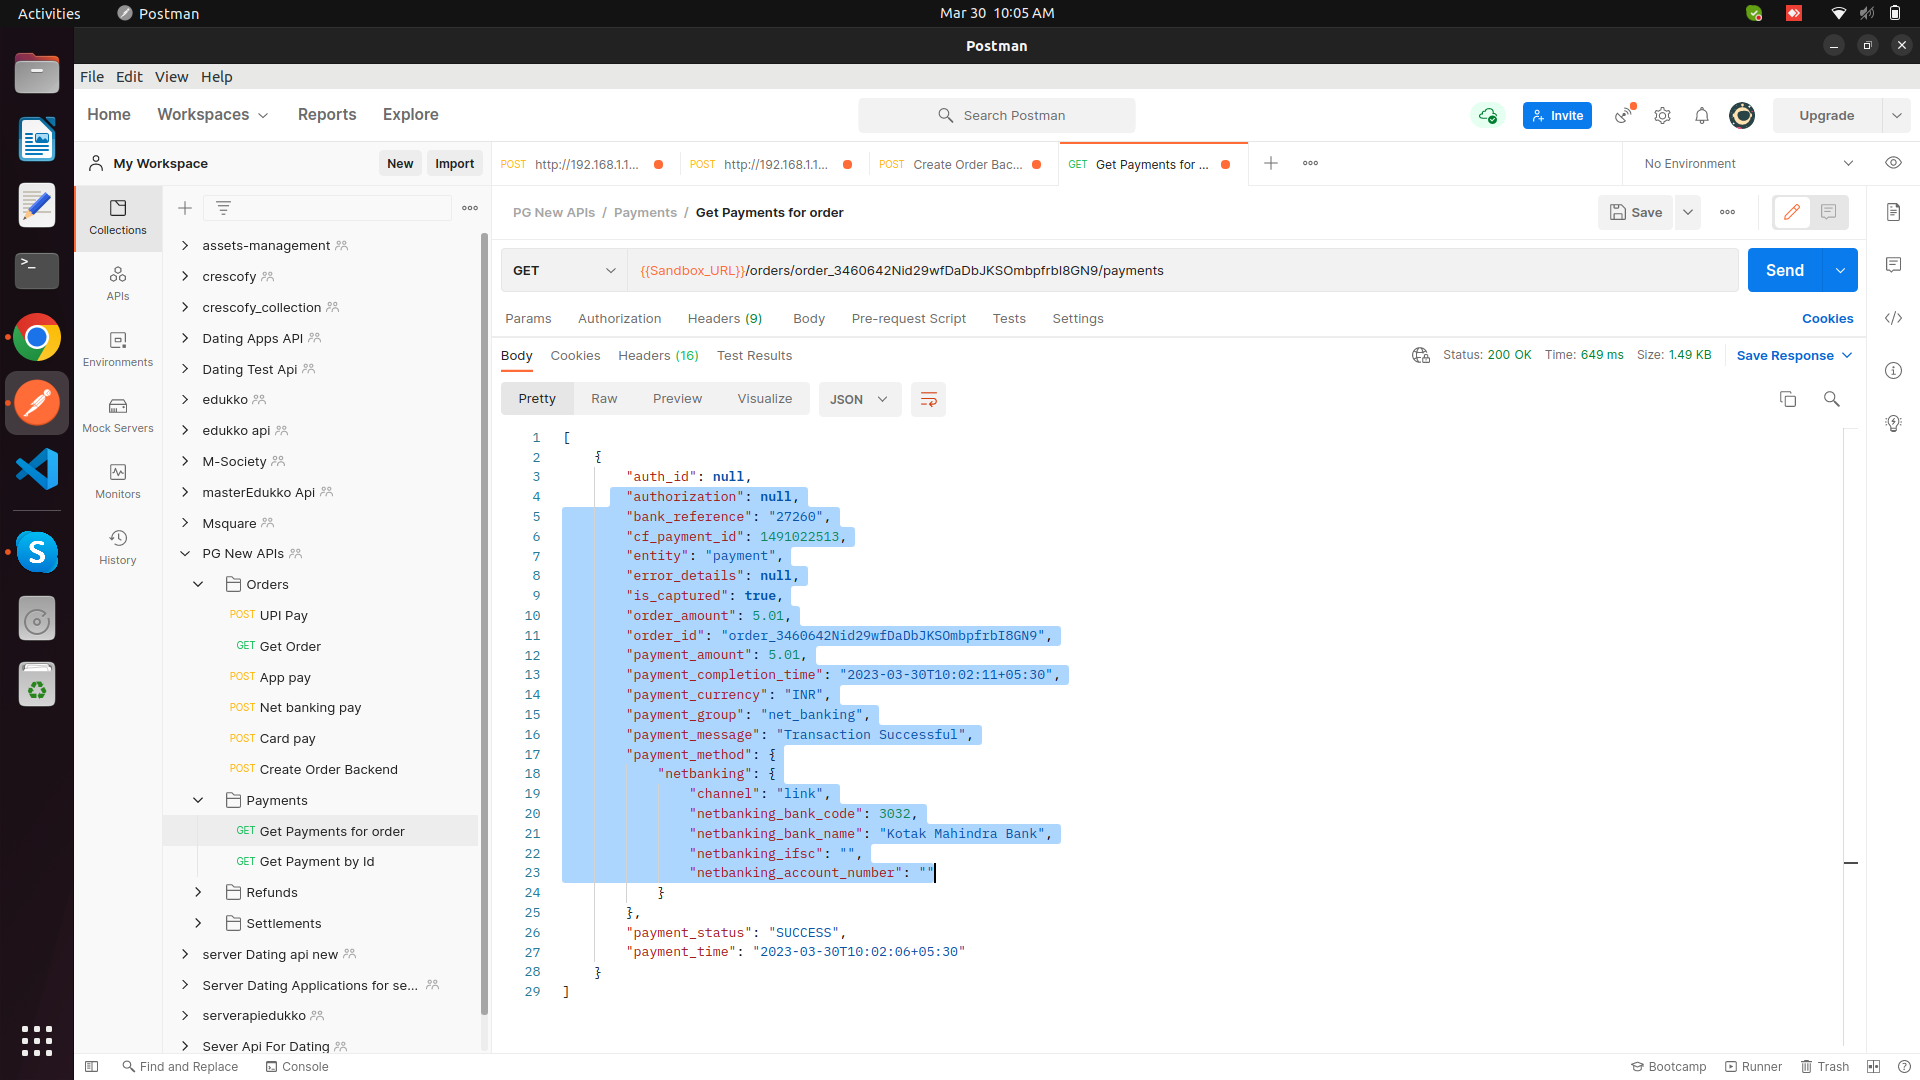 Activities
Postman
Mar 30 10:05 AM
Postman
File Edit View Help
Home Workspaces Reports Explore
Search Postman
Invite
Upgrade
My Workspace
New
Import
POST http://192.168.1.1...
POST http://192.168.1.1...
POST Create Order Bac...
GET Get Payments for ...
No Environment
Collections
APIs
Environments
Mock Servers
Monitors
History
assets-management
crescofy
crescofy_collection
Dating Apps API
Dating Test Api
edukko
edukko api
M-Society
masterEdukko Api
Msquare
PG New APIs
Orders
POST UPI Pay
GET Get Order
POST App pay
POST Net banking pay
POST Card pay
POST Create Order Backend
Payments
GET Get Payments for order
GET Get Payment by Id
Refunds
Settlements
server Dating api new
Server Dating Applications for se...
serverapiedukko
Sever Api For Dating
PG New APIs / Payments / Get Payments for order
Save
GET
{{Sandbox_URL}}/orders/order_3460642Nid29wfDaDbJKSOmbpfrbI8GN9/payments
Send
Params Authorization Headers (9) Body Pre-request Script Tests Settings
Cookies
Body Cookies Headers (16) Test Results
Status: 200 OK Time: 649 ms Size: 1.49 KB
Save Response
Pretty Raw Preview Visualize
JSON
1 [
2 {
3 "auth_id": null,
4 "authorization": null,
5 "bank_reference": "27260",
6 "cf_payment_id": 1491022513,
7 "entity": "payment",
8 "error_details": null,
9 "is_captured": true,
10 "order_amount": 5.01,
11 "order_id": "order_3460642Nid29wfDaDbJKSOmbpfrbI8GN9",
12 "payment_amount": 5.01,
13 "payment_completion_time": "2023-03-30T10:02:11+05:30",
14 "payment_currency": "INR",
15 "payment_group": "net_banking",
16 "payment_message": "Transaction Successful",
17 "payment_method": {
18 "netbanking": {
19 "channel": "link",
20 "netbanking_bank_code": 3032,
21 "netbanking_bank_name": "Kotak Mahindra Bank",
22 "netbanking_ifsc": "",
23 "netbanking_account_number": ""
24 }
25 },
26 "payment_status": "SUCCESS",
27 "payment_time": "2023-03-30T10:02:06+05:30"
28 }
29 ]
Find and Replace
Console
Bootcamp
Runner
Trash